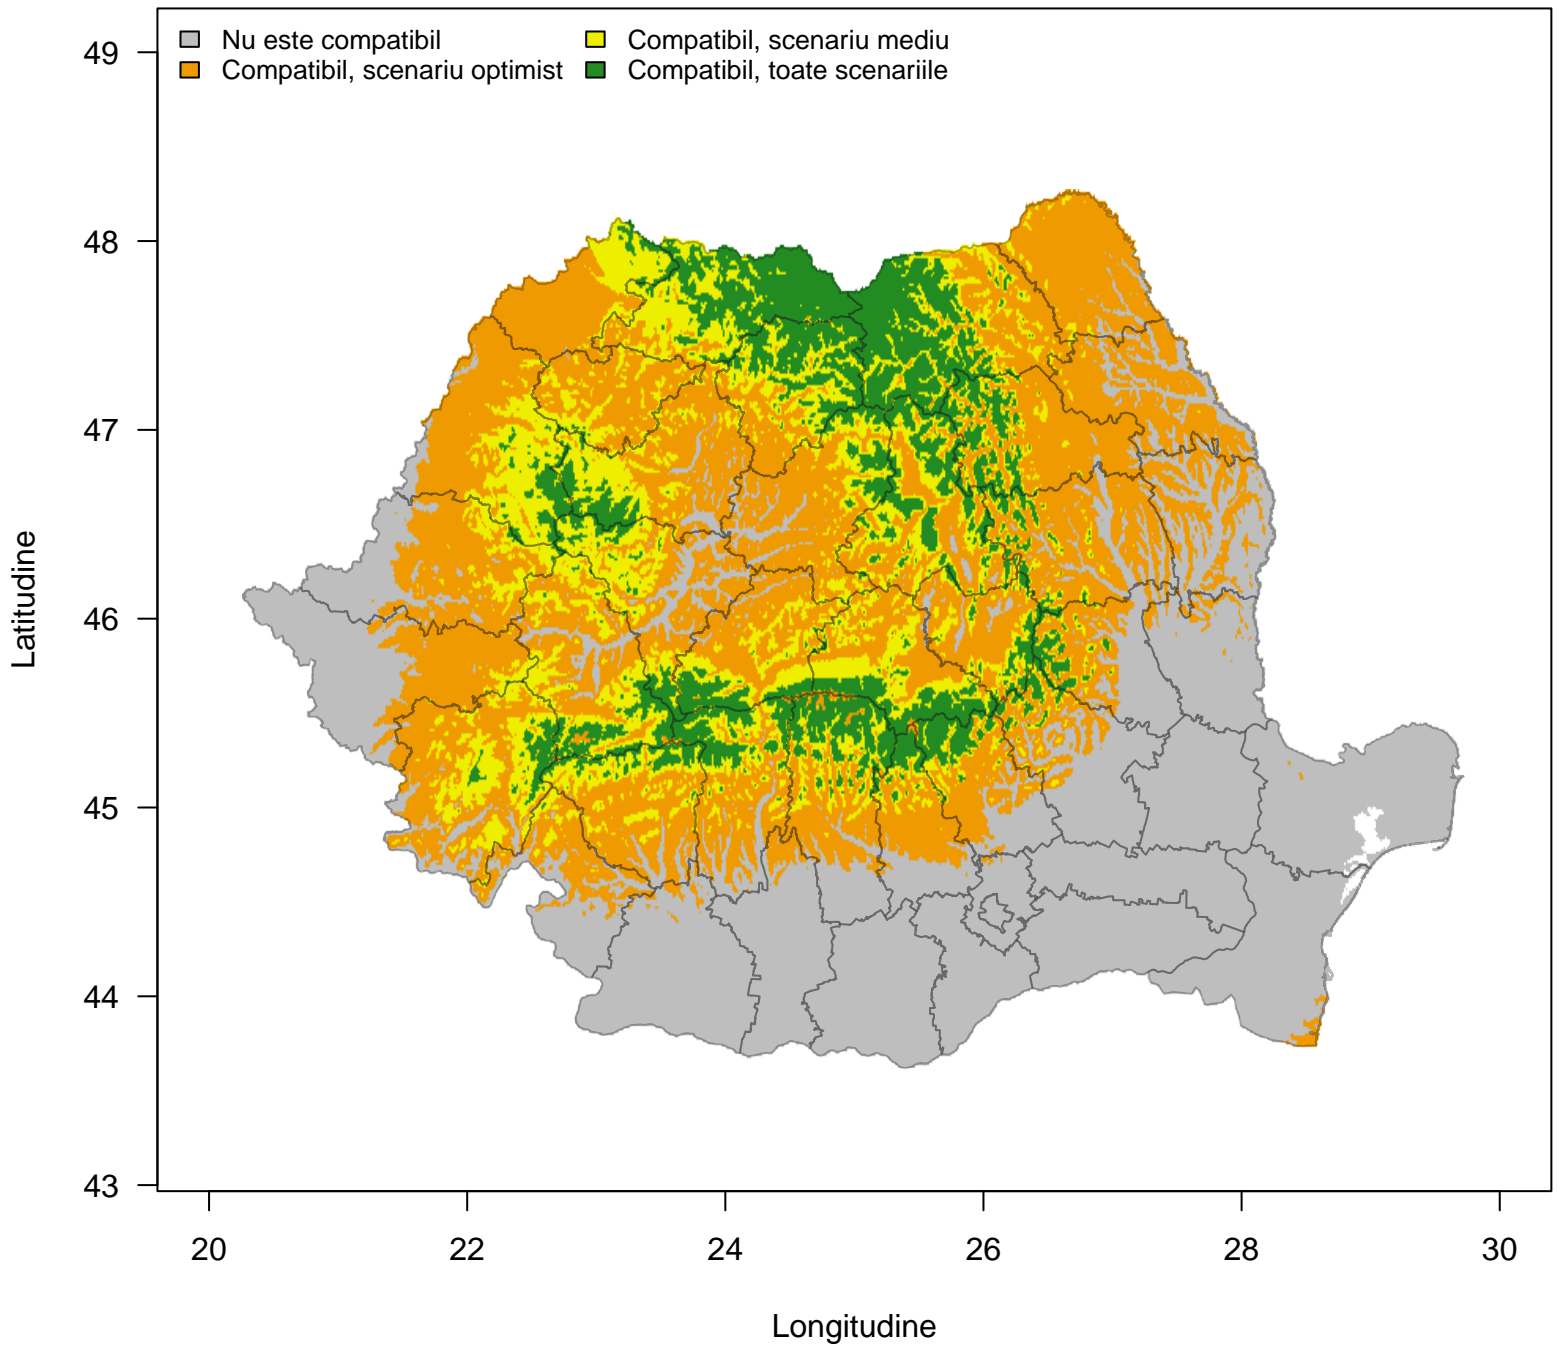 Nu este compatibil
Compatibil, scenariu optimist
Compatibil, scenariu mediu
Compatibil, toate scenariile
49
48
47
46
45
44
43
Latitudine
20 22 24 26 28 30
Longitudine